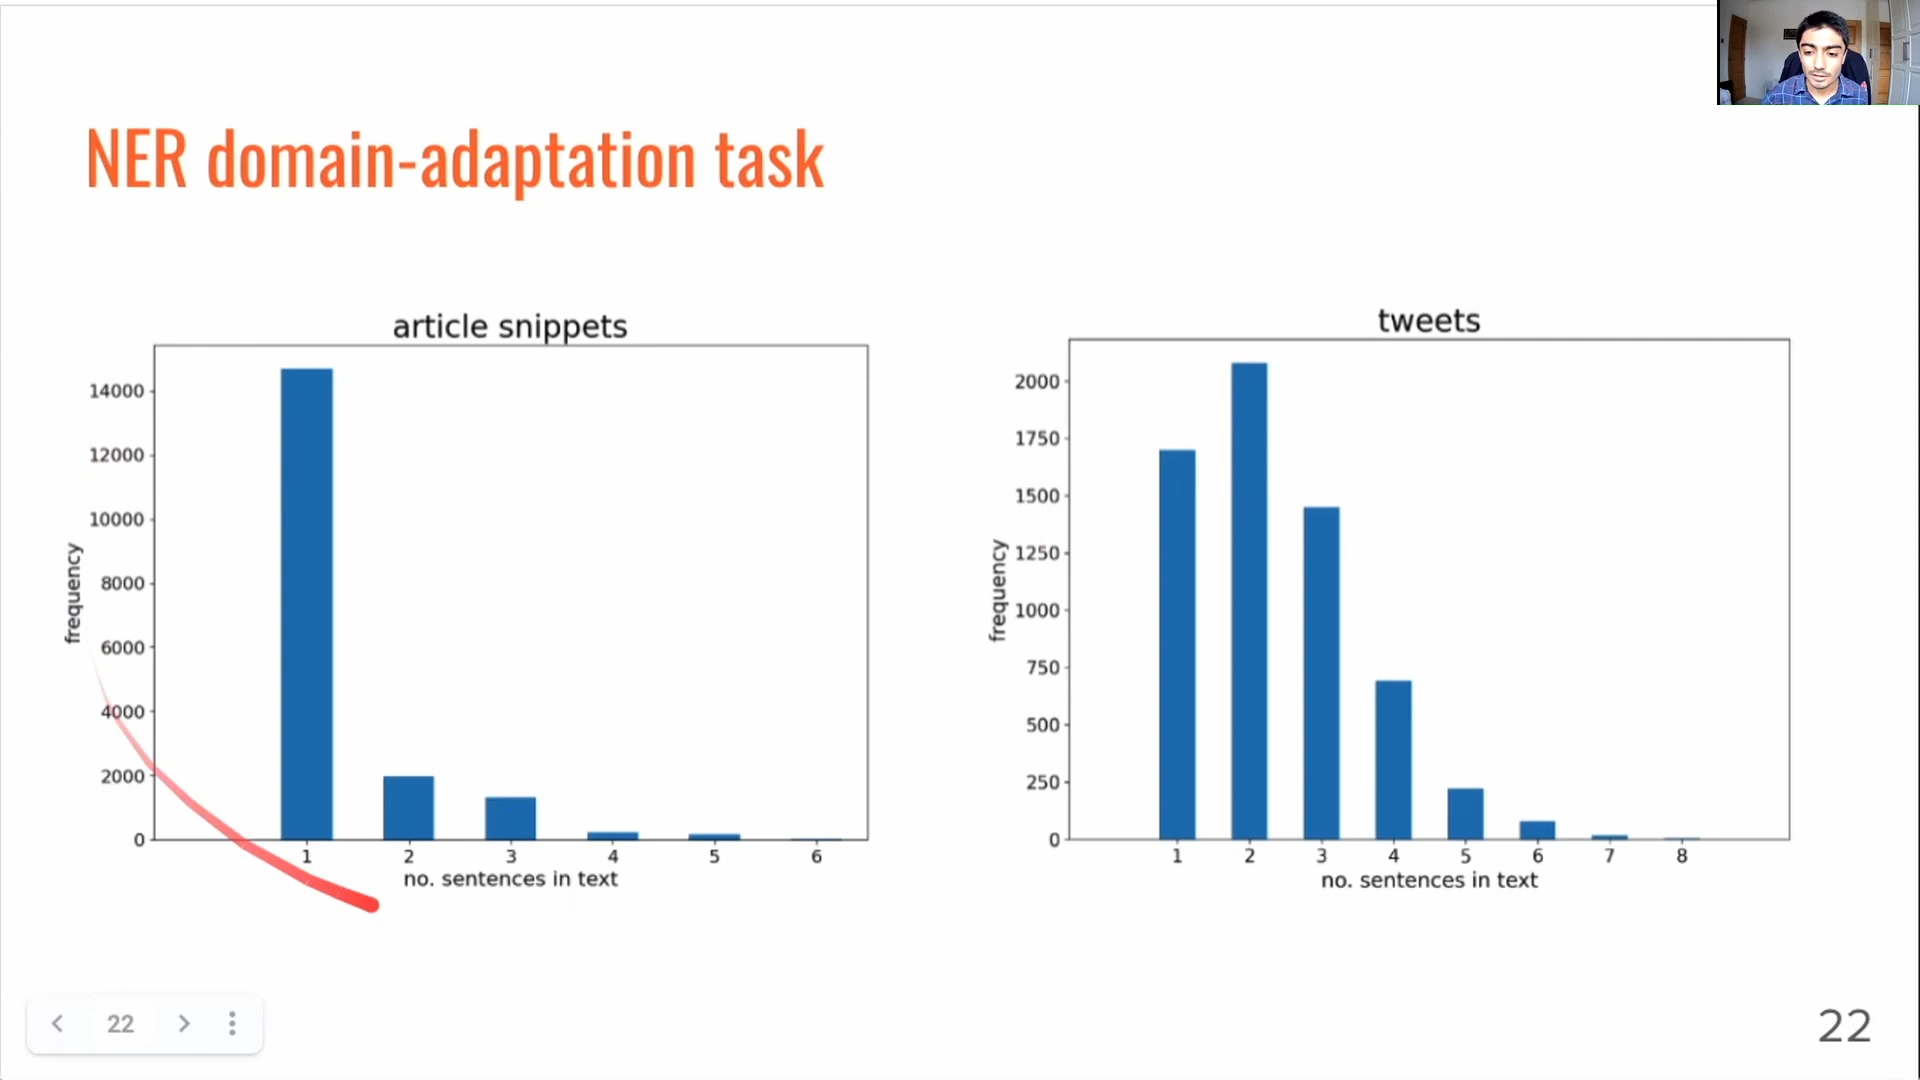 NER domain-adaptation task
article snippets
14000
12000
10000
8000
6000
4000
2000
0
frequency
1 2 3 4 5 6
no. sentences in text
tweets
2000
1750
1500
1250
1000
750
500
250
0
frequency
1 2 3 4 5 6 7 8
no. sentences in text
22
22